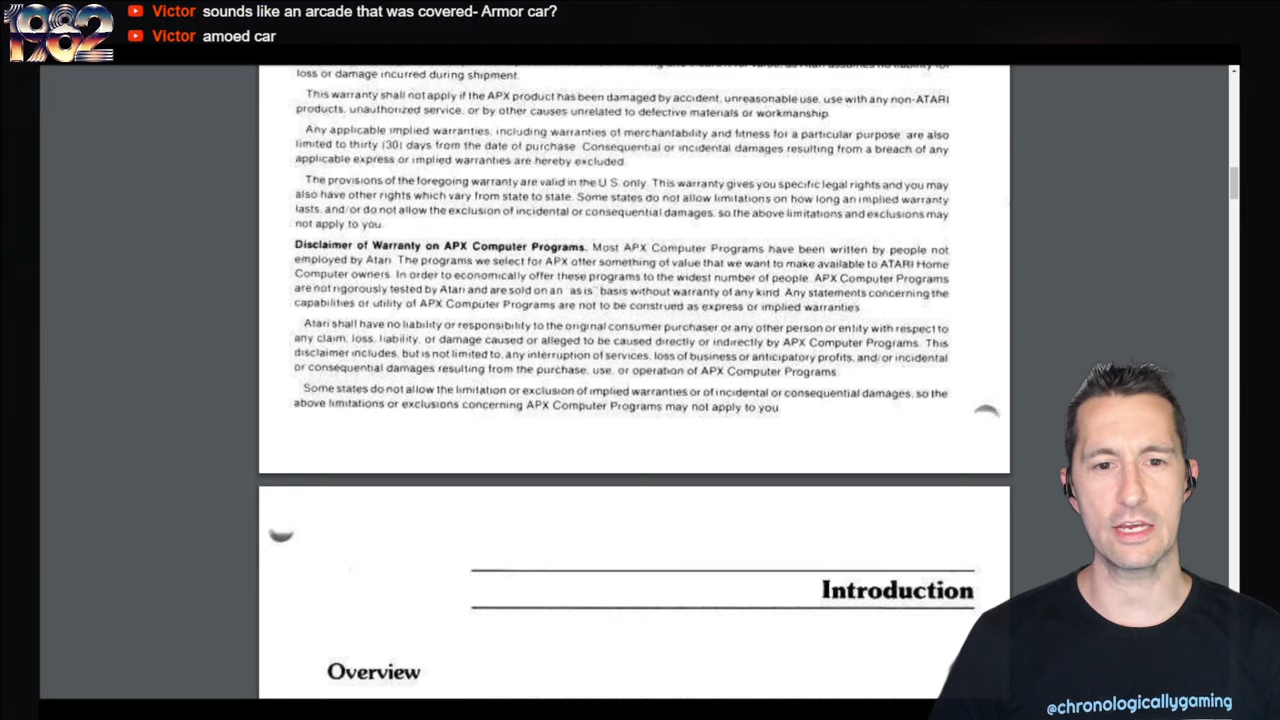 1982
Victor sounds like an arcade that was covered- Armor car?
Victor amoed car
loss or damage incurred during shipment.
This warranty shall not apply if the APX product has been damaged by accident, unreasonable use, use with any non-ATARI
products, unauthorized service, or by other causes unrelated to defective materials or workmanship.
Any applicable implied warranties, including warranties of merchantability and fitness for a particular purpose, are also
limited to thirty (30) days from the date of purchase. Consequential or incidental damages resulting from a breach of any
applicable express or implied warranties are hereby excluded.
The provisions of the foregoing warranty are valid in the U.S. only. This warranty gives you specific legal rights and you may
also have other rights which vary from state to state. Some states do not allow limitations on how long an implied warranty
lasts, and/or do not allow the exclusion of incidental or consequential damages, so the above limitations and exclusions may
not apply to you.
Disclaimer of Warranty on APX Computer Programs. Most APX Computer Programs have been written by people not
employed by Atari. The programs we select for APX offer something of value that we want to make available to ATARI Home
Computer owners. In order to economically offer these programs to the widest number of people, APX Computer Programs
are not rigorously tested by Atari and are sold on an "as is" basis without warranty of any kind. Any statements concerning the
capabilities or utility of APX Computer Programs are not to be construed as express or implied warranties.
Atari shall have no liability or responsibility to the original consumer purchaser or any other person or entity with respect to
any claim, loss, liability, or damage caused or alleged to be caused directly or indirectly by APX Computer Programs. This
disclaimer includes, but is not limited to, any interruption of services, loss of business or anticipatory profits, and/or incidental
or consequential damages resulting from the purchase, use, or operation of APX Computer Programs.
Some states do not allow the limitation or exclusion of implied warranties or of incidental or consequential damages, so the
above limitations or exclusions concerning APX Computer Programs may not apply to you.
Introduction
Overview
@chronologicallygaming